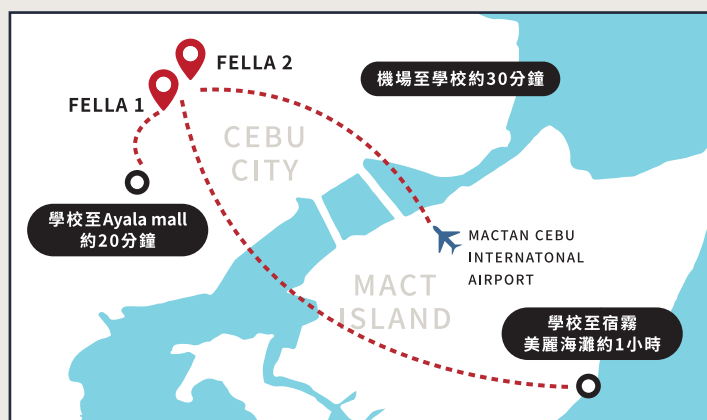 FELLA 2
機場至學校約30分鐘
FELLA 1
CEBU
CITY
學校至Ayala mall
約20分鐘
MACTAN CEBU
INTERNATONAL
AIRPORT
MACT
ISLAND
學校至宿霧
美麗海灘約1小時